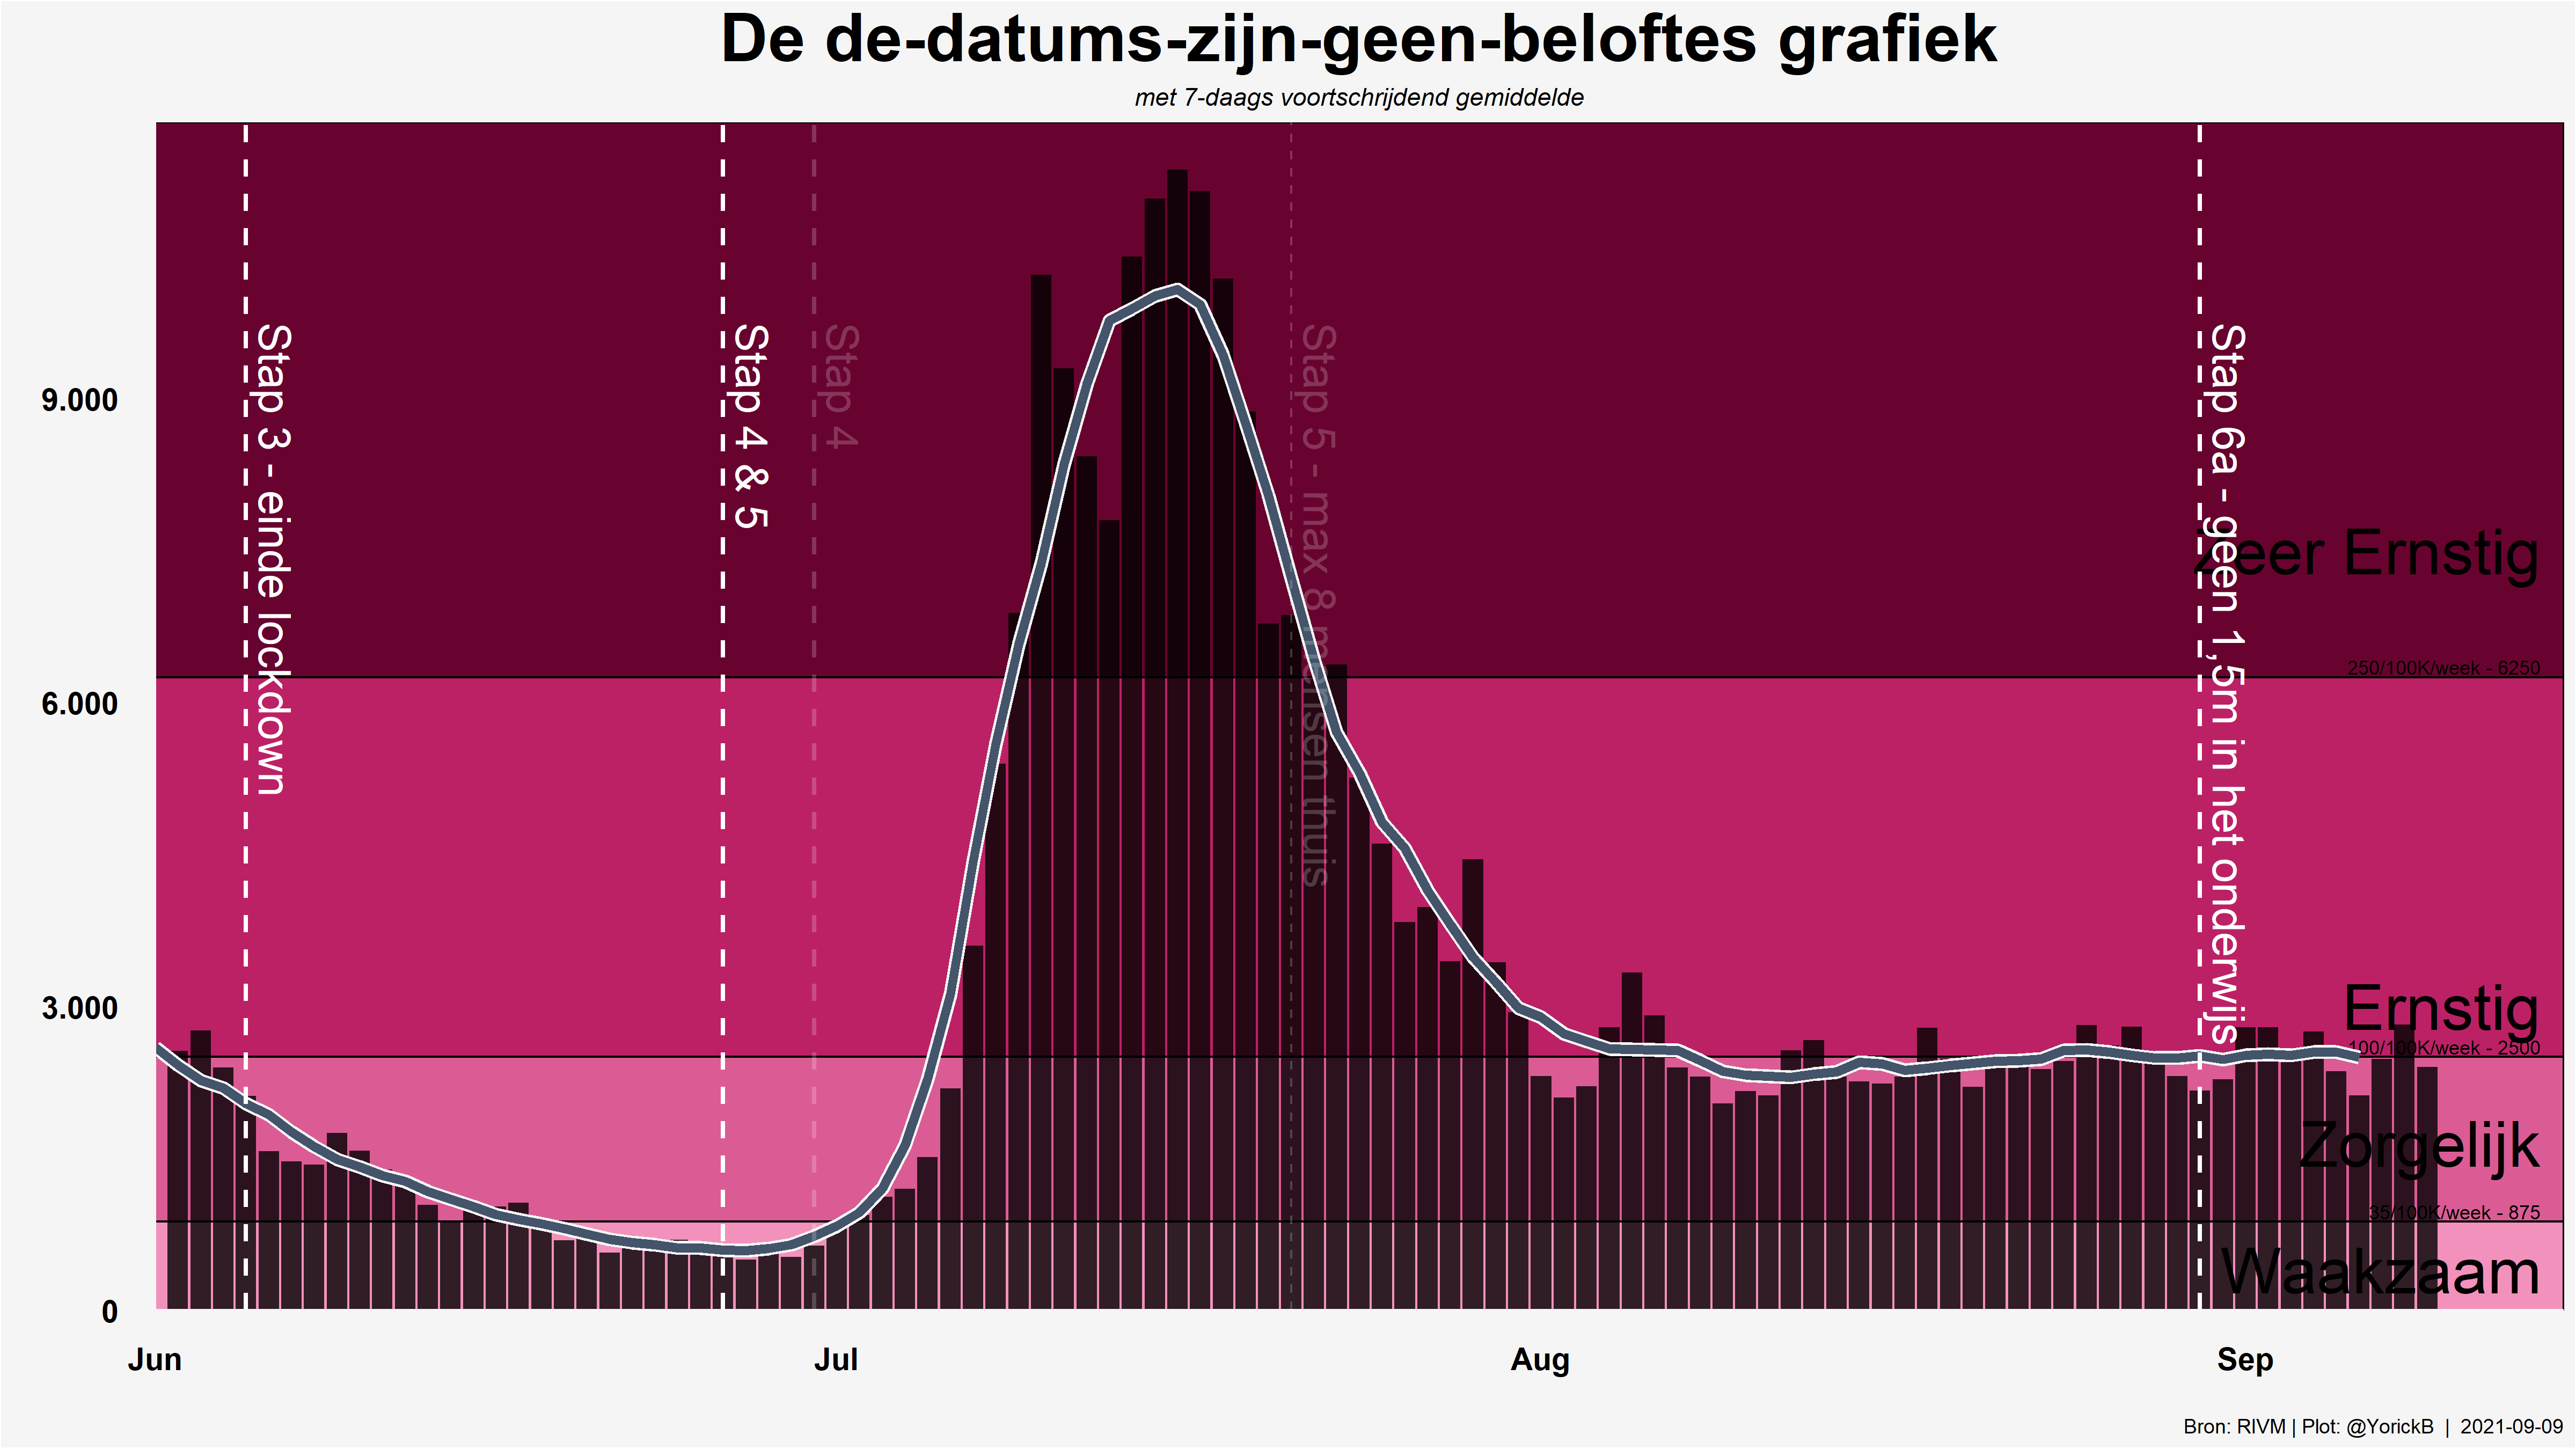 De de-datums-zijn-geen-beloftes grafiek
met 7-daags voortschrijdend gemiddelde
9.000
6.000
3.000
0
Stap 3 - einde lockdown
Stap 4 & 5
Stap 4
Stap 5 - max 8 mensen thuis
Stap 6a - geen 1,5m in het onderwijs
Zeer Ernstig
250/100K/week - 6250
Ernstig
100/100K/week - 2500
Zorgelijk
35/100K/week - 875
Waakzaam
Jun
Jul
Aug
Sep
Bron: RIVM | Plot: @YorickB | 2021-09-09